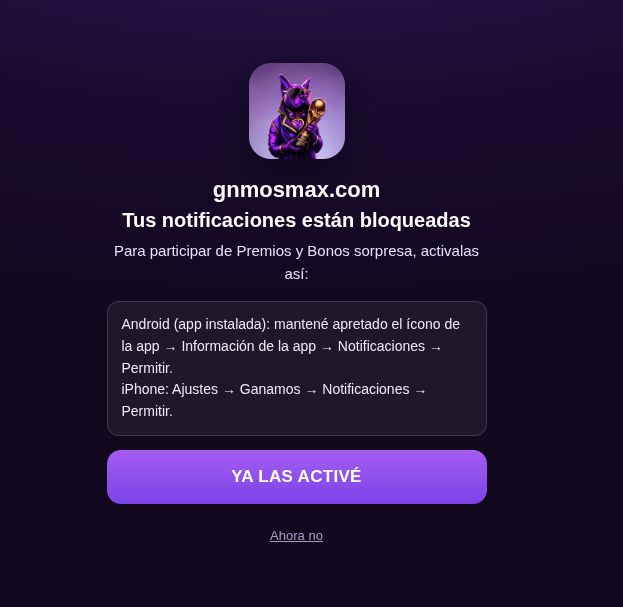 gnmosmax.com
Tus notificaciones están bloqueadas
Para participar de Premios y Bonos sorpresa, activalas
así:
Android (app instalada): mantené apretado el ícono de
la app → Información de la app → Notificaciones →
Permitir.
iPhone: Ajustes → Ganamos → Notificaciones →
Permitir.
YA LAS ACTIVÉ
Ahora no